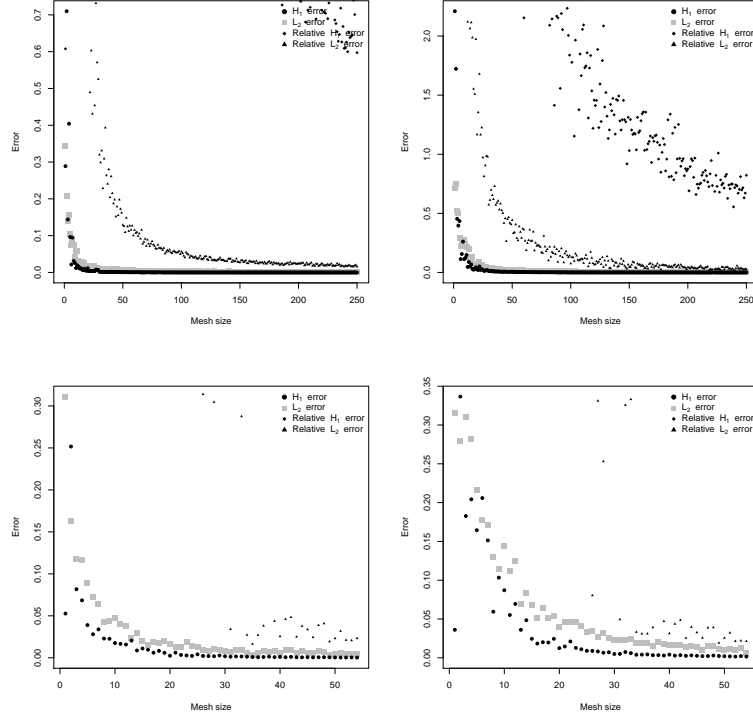 H1 error
L2 error
Relative H1 error
Relative L2 error
Error
0.0 0.1 0.2 0.3 0.4 0.5 0.6 0.7
0 50 100 150 200 250
Mesh size
H1 error
L2 error
Relative H1 error
Relative L2 error
Error
0.0 0.5 1.0 1.5 2.0
0 50 100 150 200 250
Mesh size
H1 error
L2 error
Relative H1 error
Relative L2 error
Error
0.00 0.05 0.10 0.15 0.20 0.25 0.30
0 10 20 30 40 50
Mesh size
H1 error
L2 error
Relative H1 error
Relative L2 error
Error
0.00 0.05 0.10 0.15 0.20 0.25 0.30 0.35
0 10 20 30 40 50
Mesh size